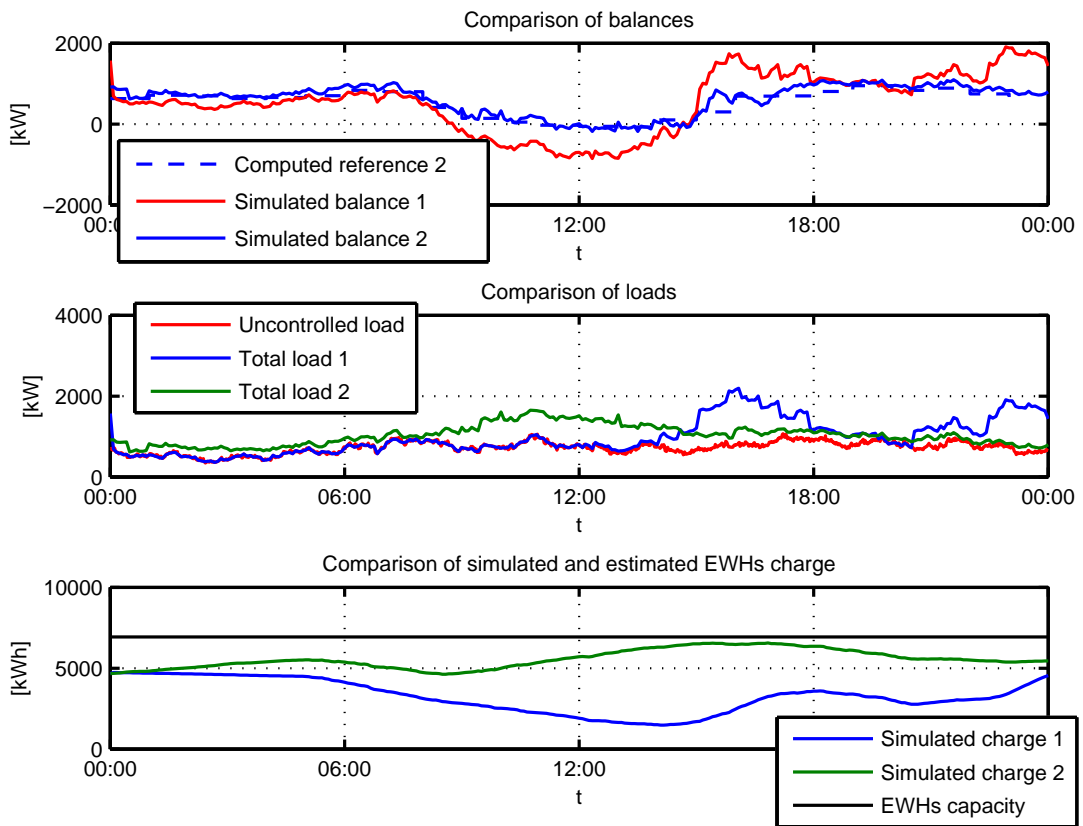 Comparison of balances
2000
0
−2000
[kW]
Computed reference 2
Simulated balance 1
Simulated balance 2
00:0
12:00
18:00
00:00
t
Comparison of loads
4000
2000
0
[kW]
Uncontrolled load
Total load 1
Total load 2
00:00
06:00
12:00
18:00
00:00
t
Comparison of simulated and estimated EWHs charge
10000
5000
0
[kWh]
00:00
06:00
12:00
t
Simulated charge 1
Simulated charge 2
EWHs capacity